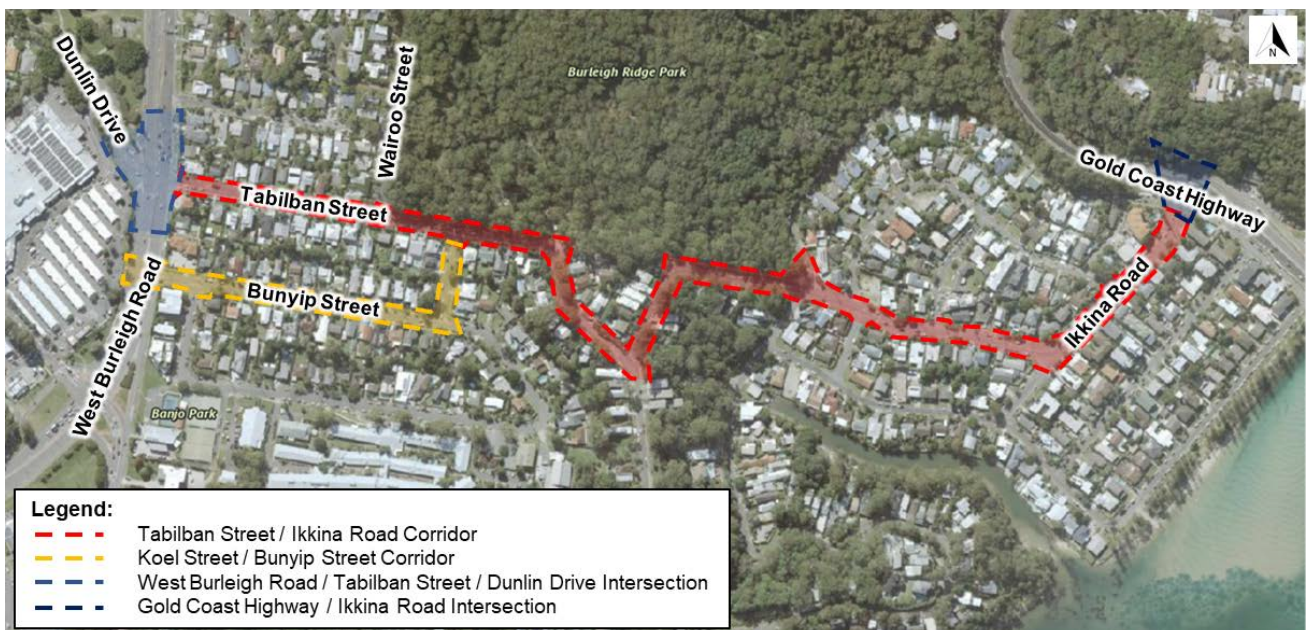 Dunlin Drive
Wairoo Street
Burleigh Ridge Park
N
Gold Coast Highway
Tabilban Street
Ikkina Road
Bunyip Street
West Burleigh Road
Banjo Park
Legend:
Tabilban Street / Ikkina Road Corridor
Koel Street / Bunyip Street Corridor
West Burleigh Road / Tabilban Street / Dunlin Drive Intersection
Gold Coast Highway / Ikkina Road Intersection